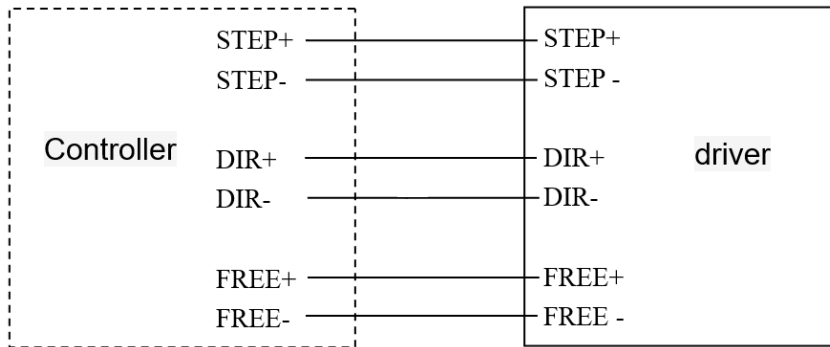 STEP+ STEP+
STEP- STEP -
Controller driver
DIR+ DIR+
DIR- DIR-
FREE+ FREE+
FREE- FREE -